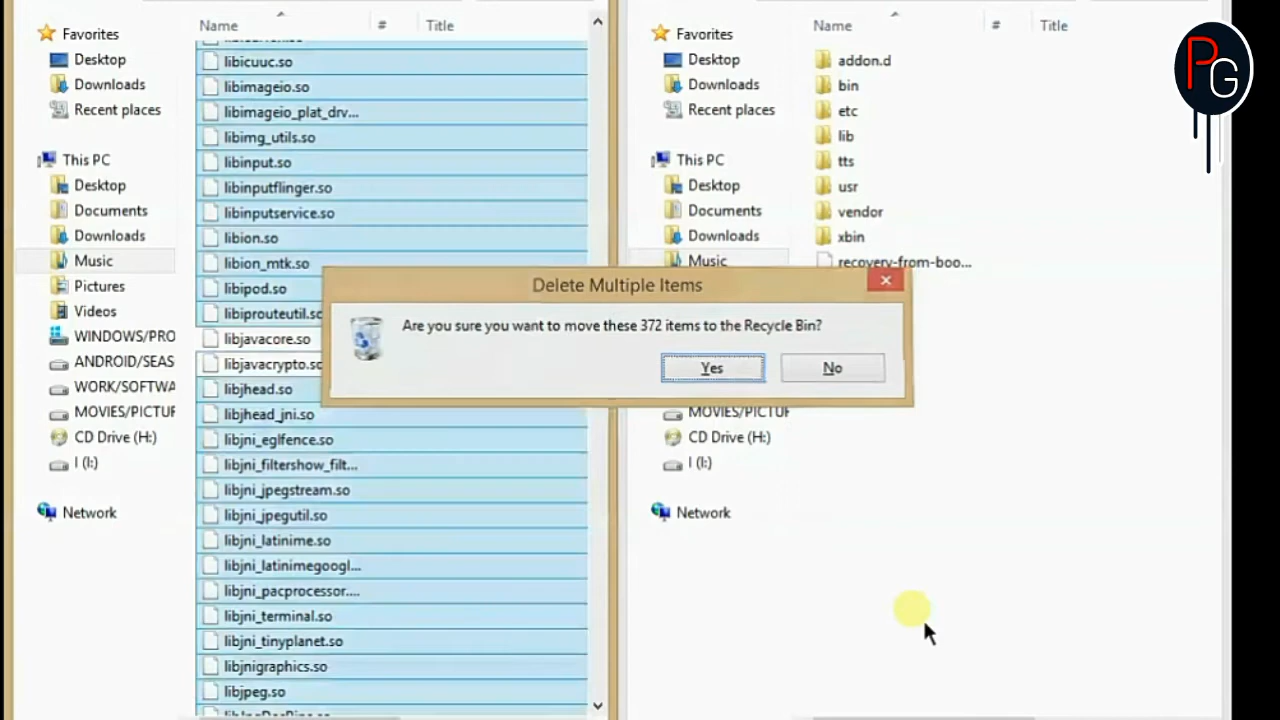 Name
#
Title
Favorites
Desktop
Downloads
Recent places
This PC
Desktop
Documents
Downloads
Music
Pictures
Videos
WINDOWS/PRO
ANDROID/SEAS
WORK/SOFTWA
MOVIES/PICTUR
CD Drive (H:)
I (I:)
Network
libicuuc.so
libimageio.so
libimageio_plat_drv...
libimg_utils.so
libinput.so
libinputflinger.so
libinputservice.so
libion.so
libion_mtk.so
libipod.so
libiprouteutil.so
libjavacore.so
libjavacrypto.so
libjhead.so
libjhead_jni.so
libjni_eglfence.so
libjni_filtershow_filt...
libjni_jpegstream.so
libjni_jpegutil.so
libjni_latinime.so
libjni_latinimegoogl...
libjni_pacprocessor....
libjni_terminal.so
libjni_tinyplanet.so
libjnigraphics.so
libjpeg.so
Delete Multiple Items
Are you sure you want to move these 372 items to the Recycle Bin?
Yes
No
Name
#
Title
Favorites
Desktop
Downloads
Recent places
This PC
Desktop
Documents
Downloads
Music
MOVIES/PICTUR
CD Drive (H:)
I (I:)
Network
addon.d
bin
etc
lib
tts
usr
vendor
xbin
recovery-from-boo...
PG